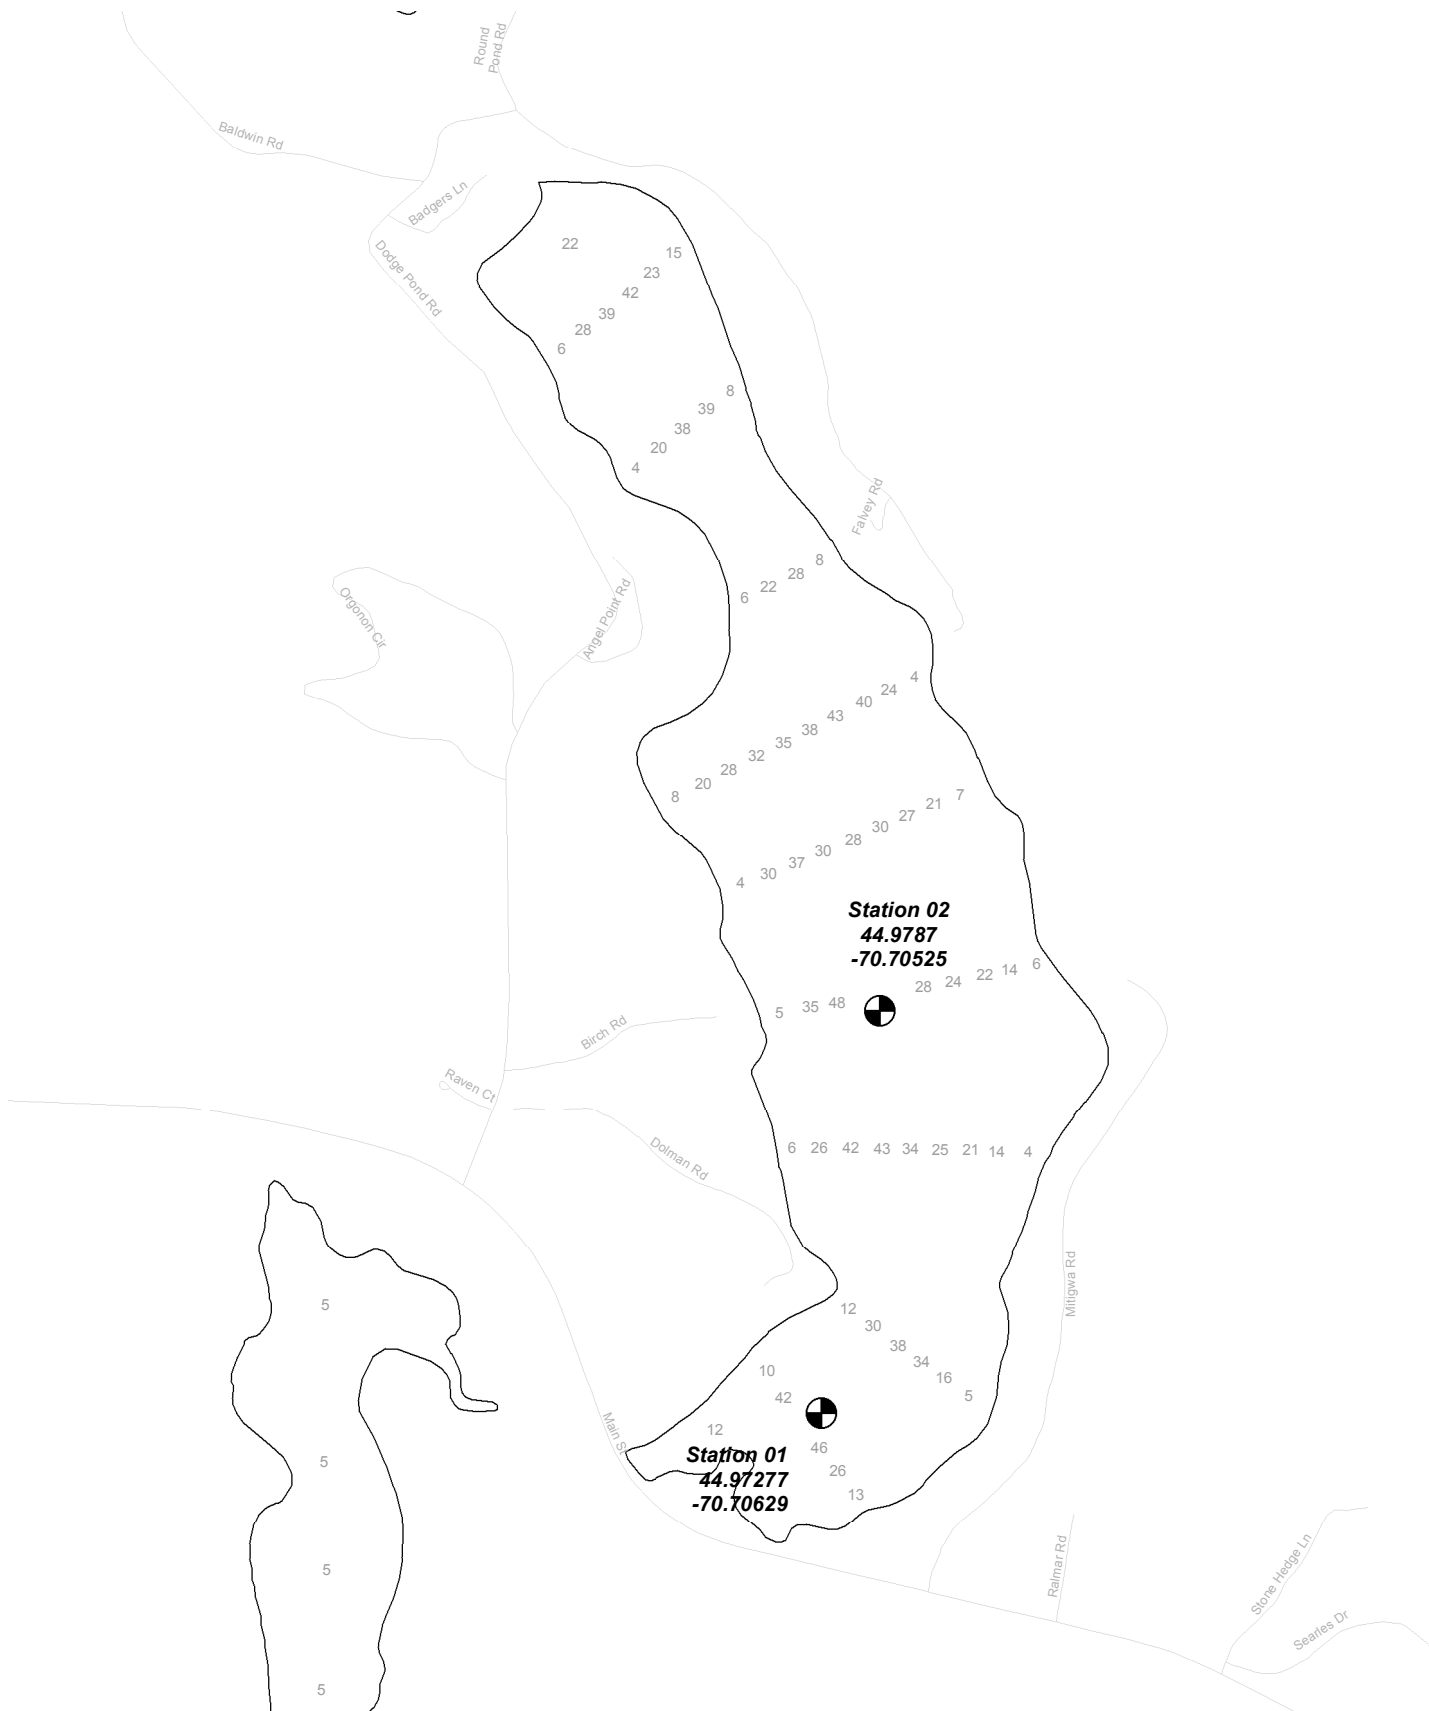 Round
Pond Rd
Baldwin Rd
Badgers Ln
Dodge Pond Rd
22
15
23
42
39
28
6
8
39
38
20
4
Falvey Rd
8
28
22
6
Orgonon Cir
Angel Point Rd
4
24
40
43
38
35
32
28
20
8
7
21
27
30
28
30
37
30
4
Station 02
44.9787
-70.70525
5 35 48 28 24 22 14 6
Birch Rd
Raven Ct
Dolman Rd
6 26 42 43 34 25 21 14 4
Mitigwa Rd
5
12
30
38
34
16
5
10
42
12
Main St
Station 01
44.97277
-70.70629
46
26
13
5
5
5
Ralmar Rd
Stone Hedge Ln
Searles Dr